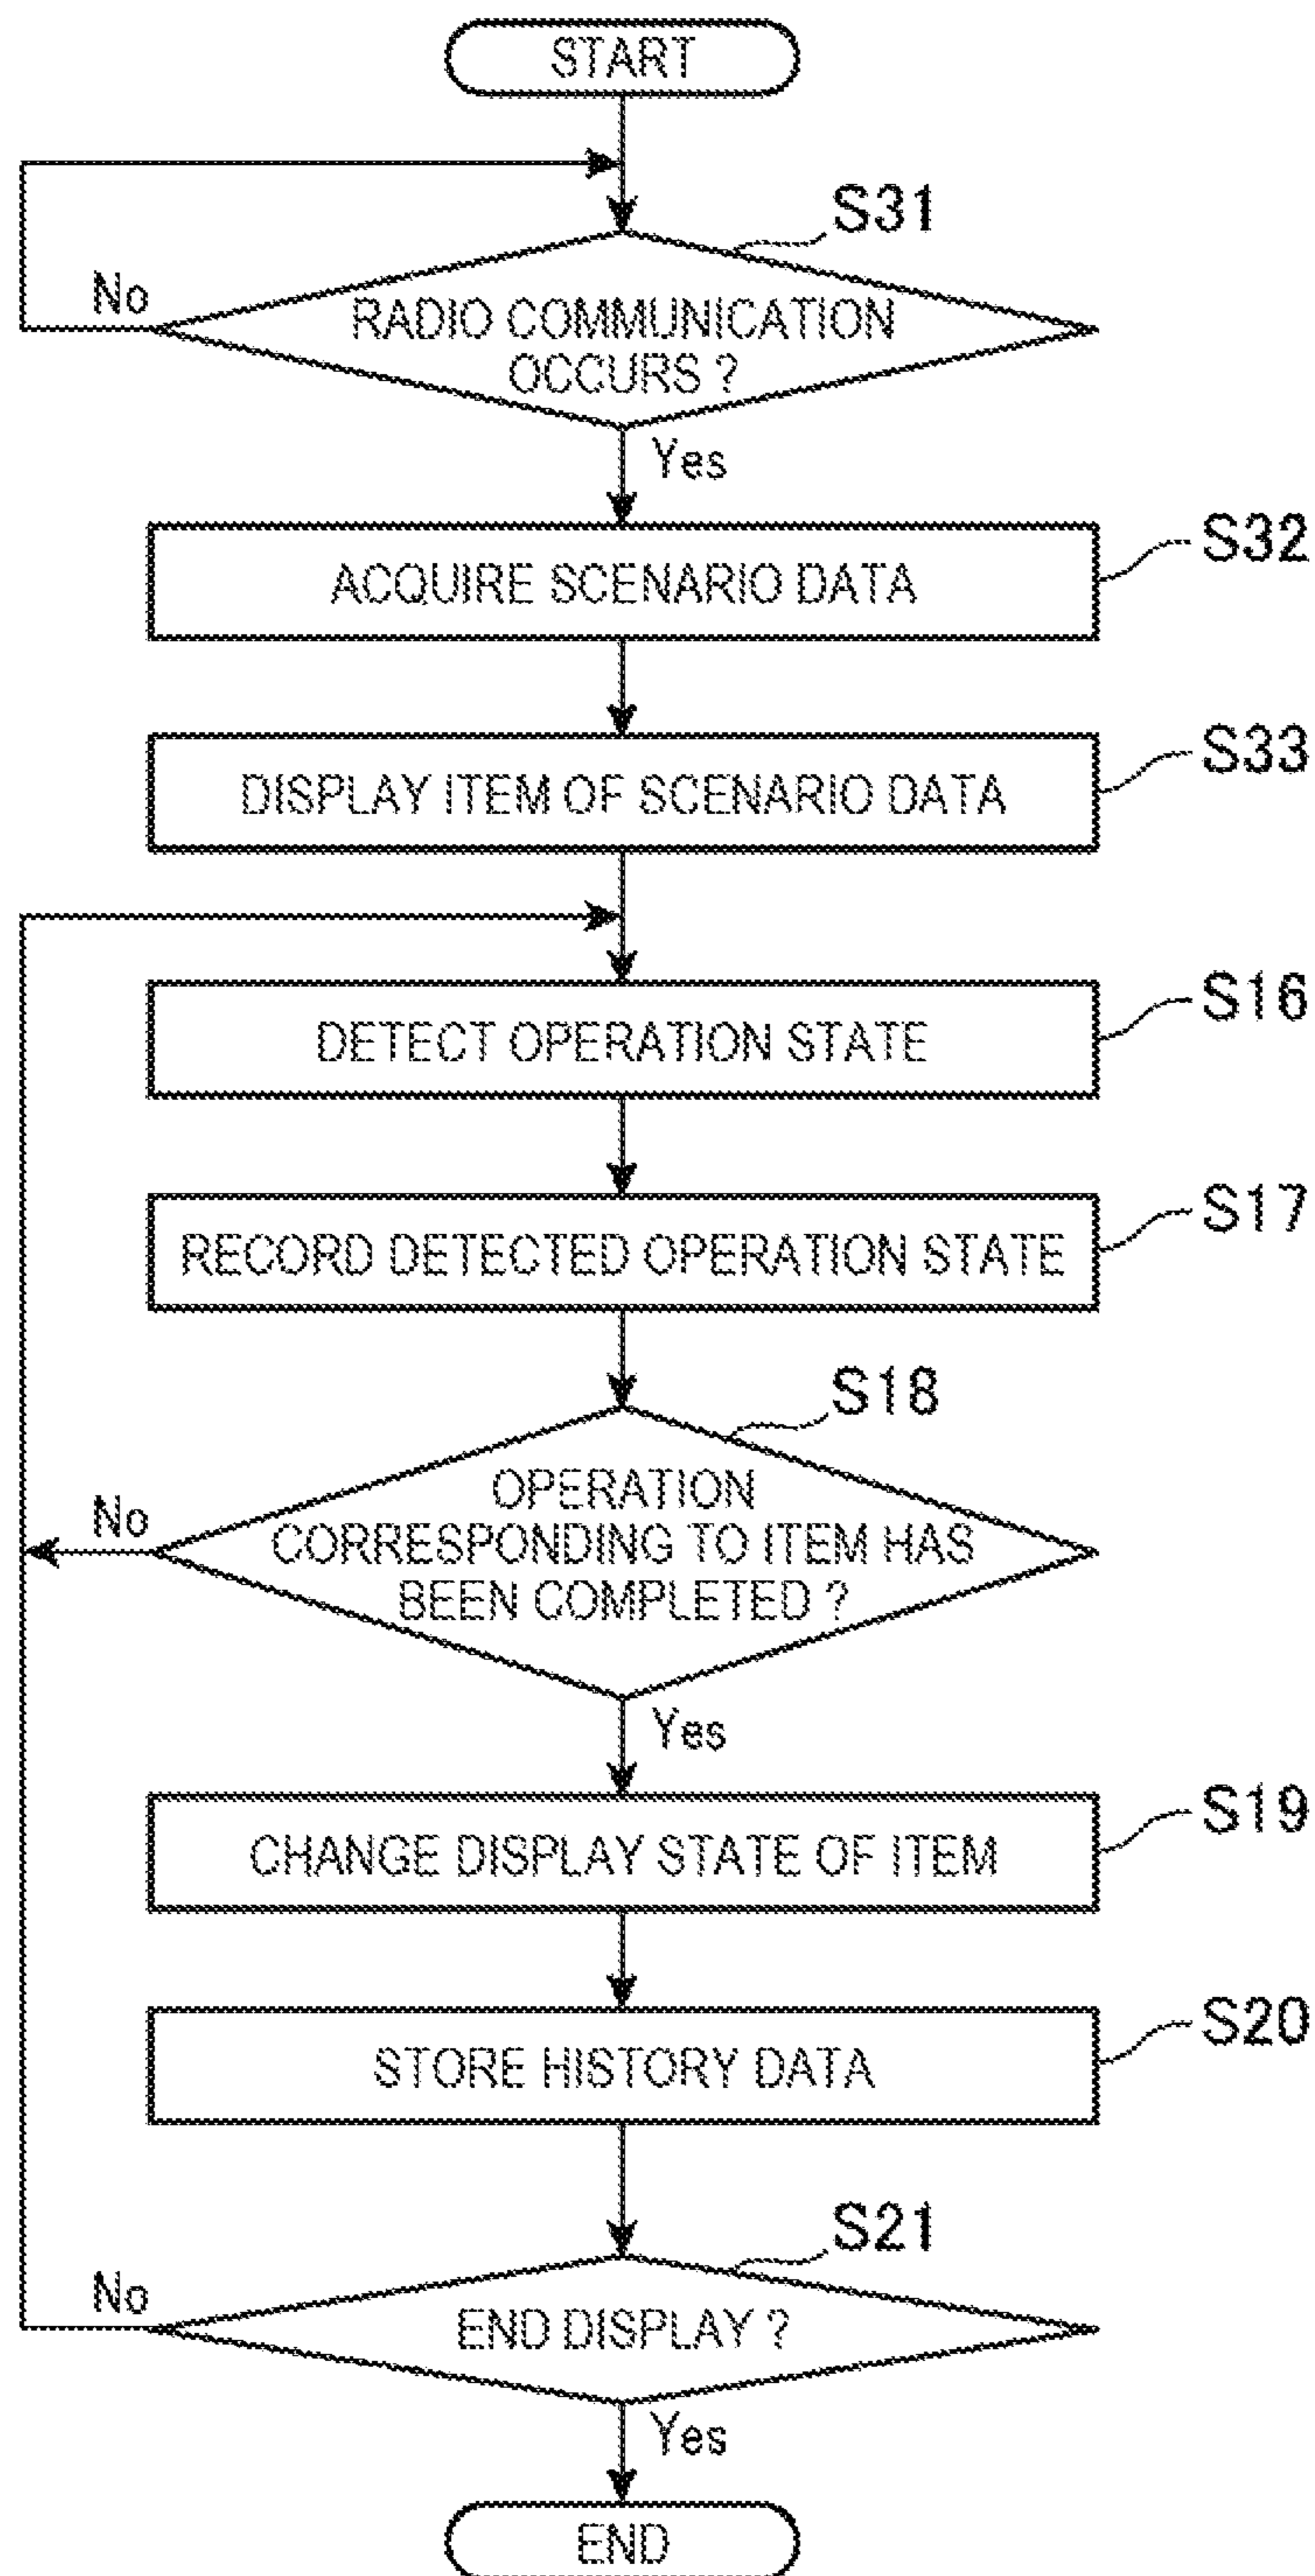 START
S31
No
RADIO COMMUNICATION
OCCURS ?
Yes
S32
ACQUIRE SCENARIO DATA
S33
DISPLAY ITEM OF SCENARIO DATA
S16
DETECT OPERATION STATE
S17
RECORD DETECTED OPERATION STATE
S18
No
OPERATION
CORRESPONDING TO ITEM HAS
BEEN COMPLETED ?
Yes
S19
CHANGE DISPLAY STATE OF ITEM
S20
STORE HISTORY DATA
S21
No
END DISPLAY ?
Yes
END